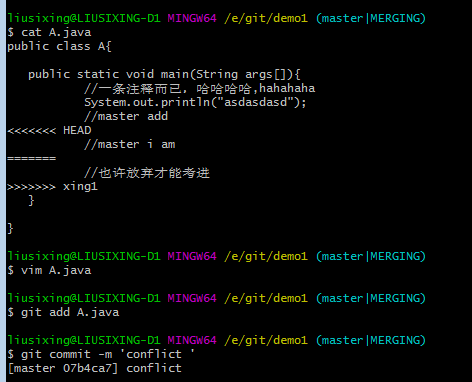 liusixing@LIUSIXING-D1 MINGW64 /e/git/demo1 (master|MERGING)
$ cat A.java
public class A{
public static void main(String args[]){
//一条注释而已，哈哈哈哈,hahahaha
System.out.println("asdasdasd");
//master add
<<<<<<< HEAD
//master i am
=======
//也许放弃才能考进
>>>>>>> xing1
}
}
liusixing@LIUSIXING-D1 MINGW64 /e/git/demo1 (master|MERGING)
$ vim A.java
liusixing@LIUSIXING-D1 MINGW64 /e/git/demo1 (master|MERGING)
$ git add A.java
liusixing@LIUSIXING-D1 MINGW64 /e/git/demo1 (master|MERGING)
$ git commit -m 'conflict '
[master 07b4ca7] conflict